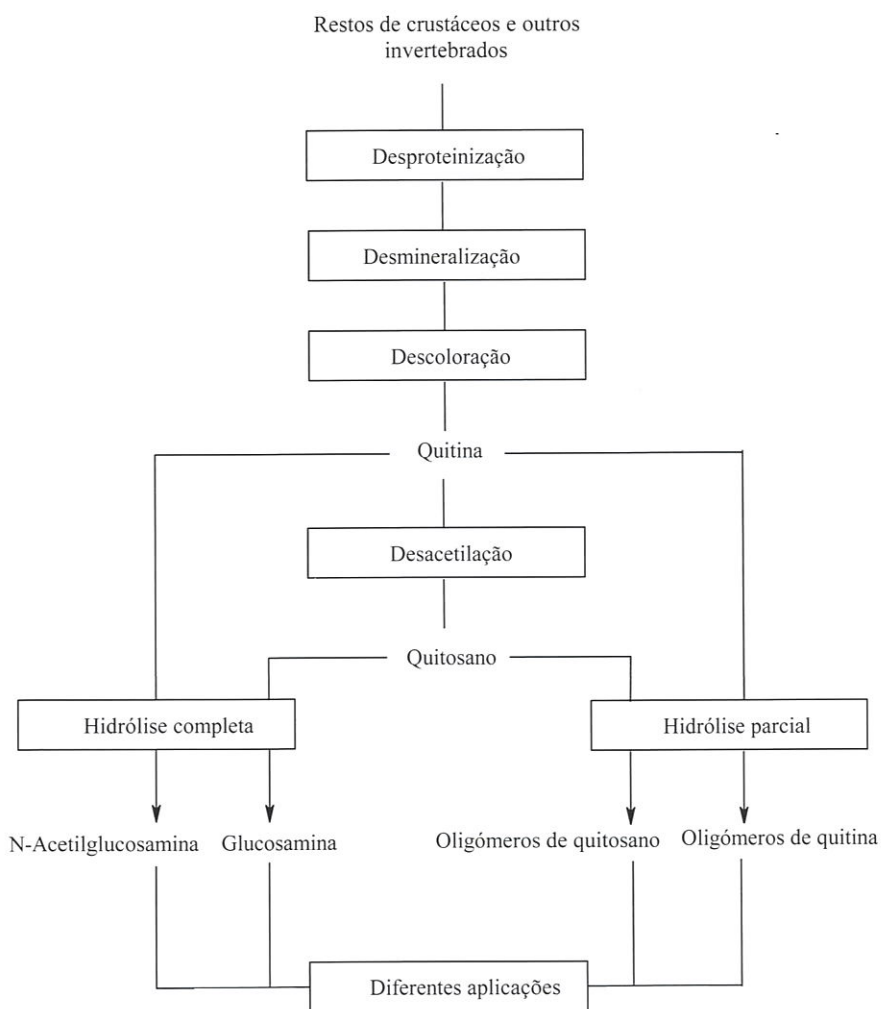 Restos de crustáceos e outros
invertebrados
Desproteinização
Desmineralização
Descoloração
Quitina
Desacetilação
Quitosano
Hidrólise completa
Hidrólise parcial
N-Acetilglucosamina
Glucosamina
Oligómeros de quitosano
Oligómeros de quitina
Diferentes aplicações